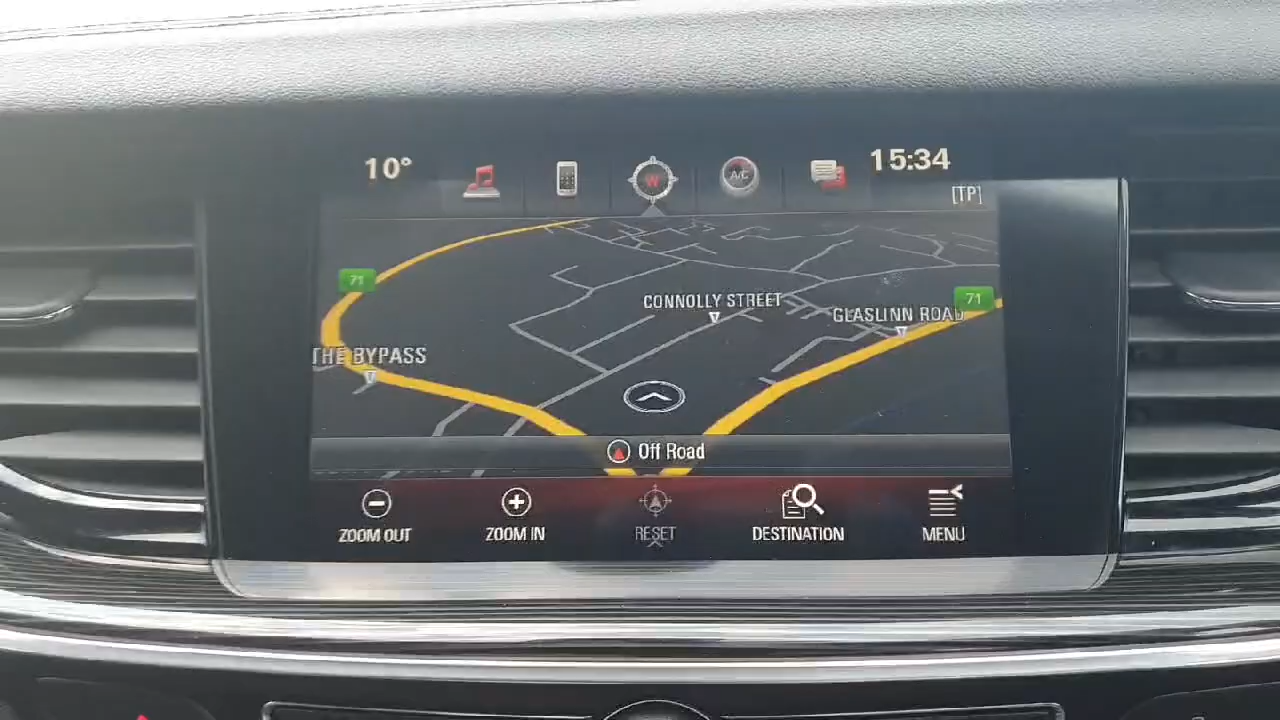 10°
W
A/C
15:34
[TP]
71
71
CONNOLLY STREET
GLASLINN ROAD
THE BYPASS
Off Road
ZOOM OUT
ZOOM IN
RESET
DESTINATION
MENU